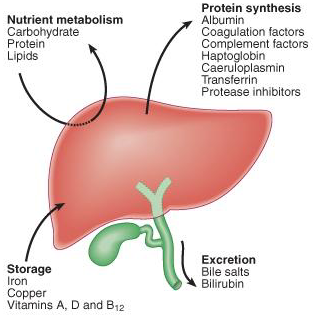 Nutrient metabolism
Carbohydrate
Protein
Lipids
Protein synthesis
Albumin
Coagulation factors
Complement factors
Haptoglobin
Caeruloplasmin
Transferrin
Protease inhibitors
Storage
Iron
Copper
Vitamins A, D and B₁₂
Excretion
Bile salts
Bilirubin